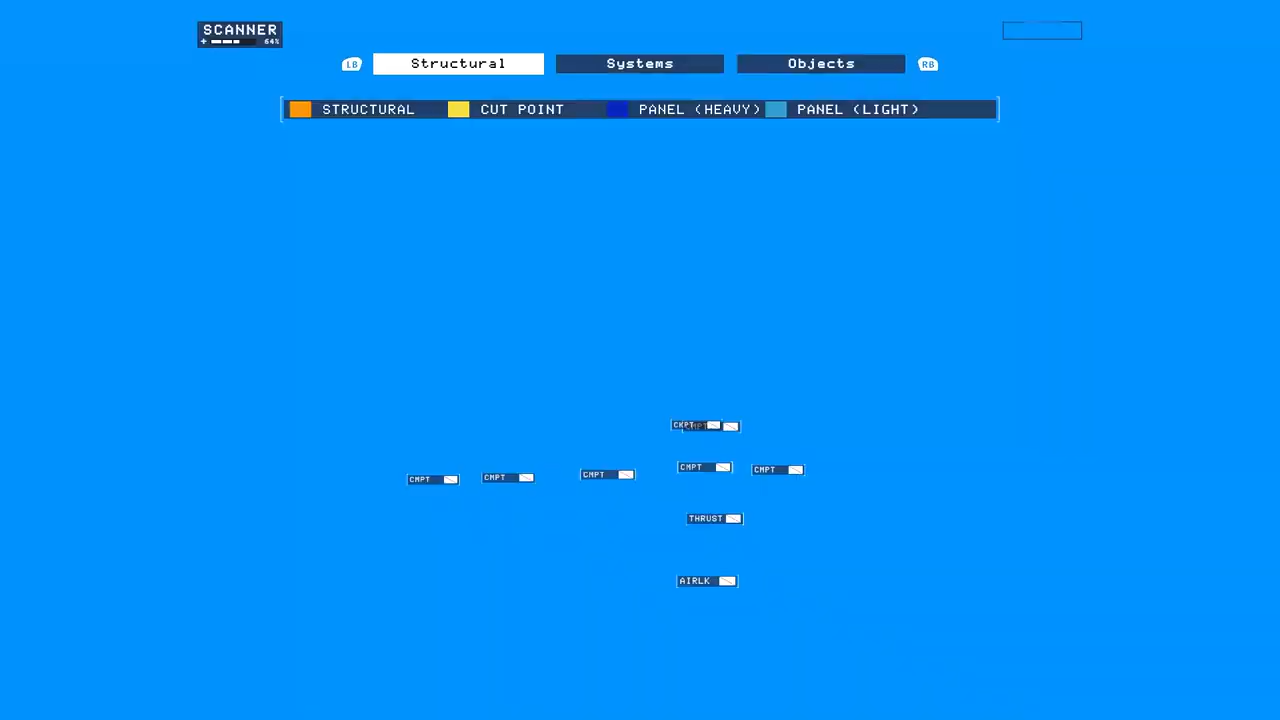 SCANNER
+ 64%
LB Structural Systems Objects RB
STRUCTURAL CUT POINT PANEL (HEAVY) PANEL (LIGHT)
CKPT
CMPT CMPT CMPT CMPT CMPT
THRUST
AIRLK